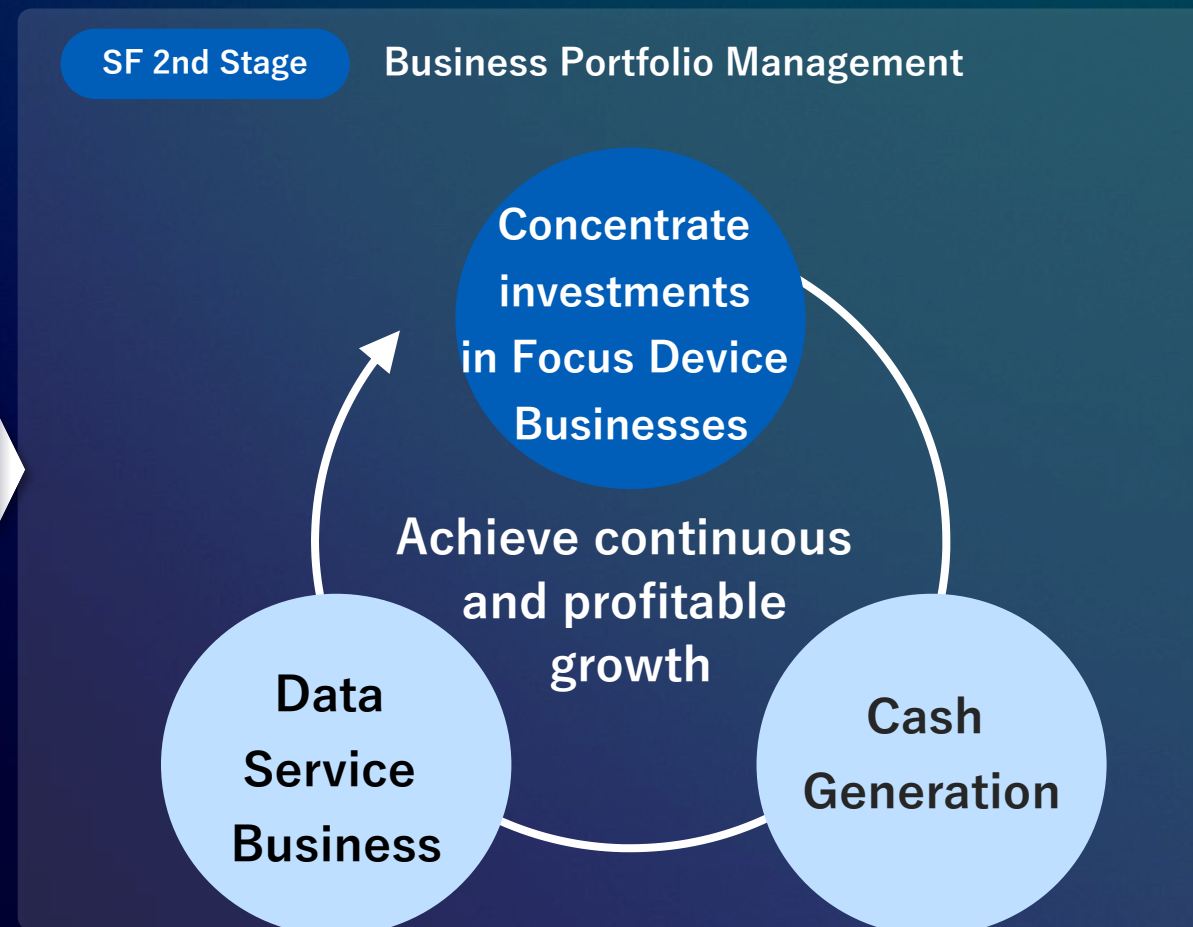 SF 2nd Stage
Business Portfolio Management
Concentrate
investments
in Focus Device
Businesses
Achieve continuous
and profitable
growth
Data
Service
Business
Cash
Generation